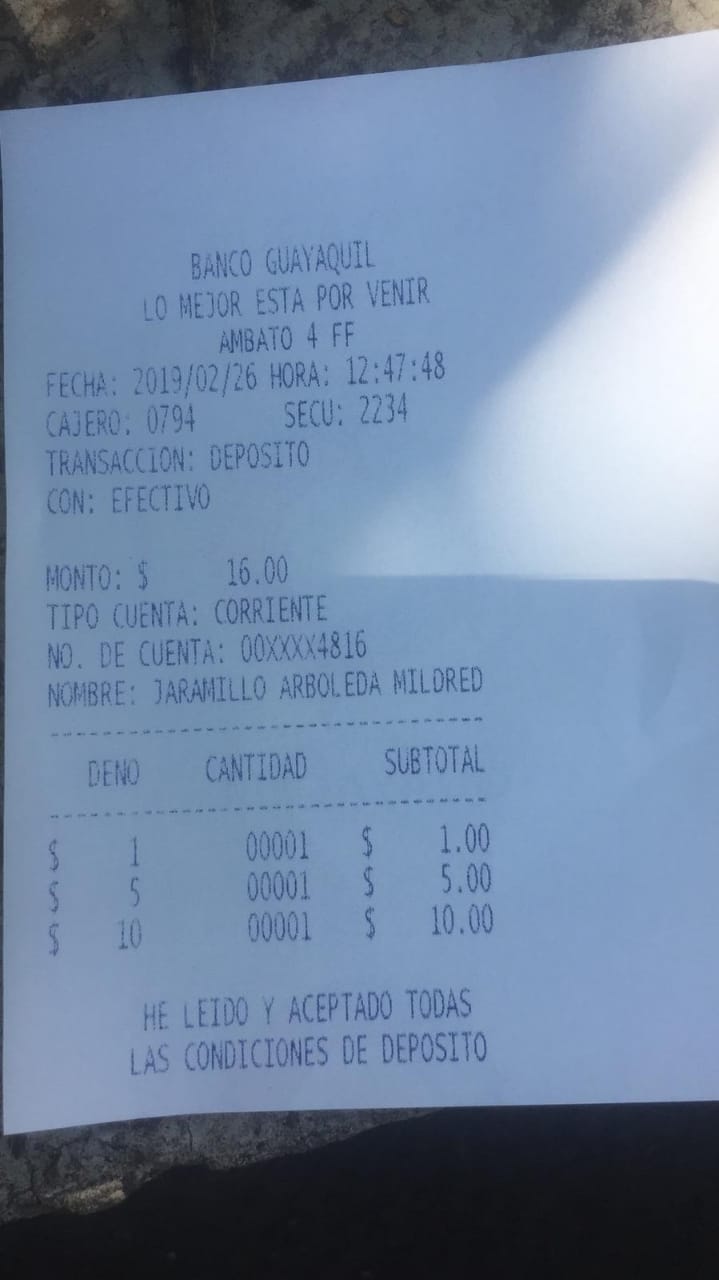 BANCO GUAYAQUIL
LO MEJOR ESTA POR VENIR
AMBATO 4 FF
FECHA: 2019/02/26 HORA: 12:47:48
CAJERO: 0794 SECU: 2234
TRANSACCION: DEPOSITO
CON: EFECTIVO
MONTO: $ 16.00
TIPO CUENTA: CORRIENTE
NO. DE CUENTA: 00XXXX4816
NOMBRE: JARAMILLO ARBOLEDA MILDRED
DENO CANTIDAD SUBTOTAL
$ 1 00001 $ 1.00
$ 5 00001 $ 5.00
$ 10 00001 $ 10.00
HE LEIDO Y ACEPTADO TODAS
LAS CONDICIONES DE DEPOSITO